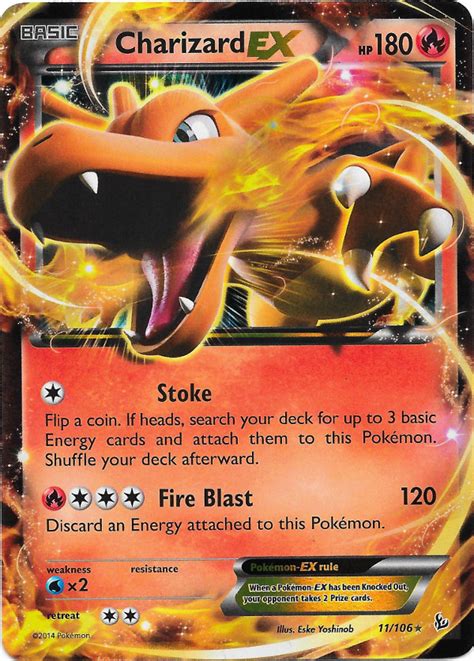 BASIC
Charizard EX HP 180
Stoke
Flip a coin. If heads, search your deck for up to 3 basic
Energy cards and attach them to this Pokémon.
Shuffle your deck afterward.
Fire Blast 120
Discard an Energy attached to this Pokémon.
weakness resistance
×2
retreat
Pokémon-EX rule
When a Pokémon-EX has been Knocked Out,
your opponent takes 2 Prize cards.
©2014 Pokémon Illus. Eske Yoshinob 11/106